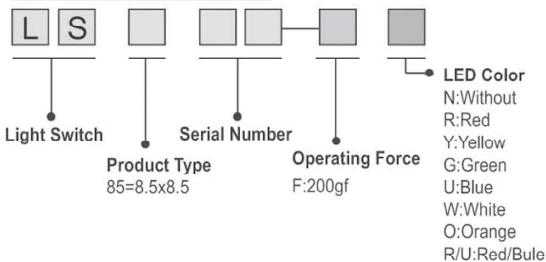 L S
Light Switch
Product Type
85=8.5x8.5
Serial Number
Operating Force
F:200gf
LED Color
N:Without
R:Red
Y:Yellow
G:Green
U:Blue
W:White
O:Orange
R/U:Red/Bule